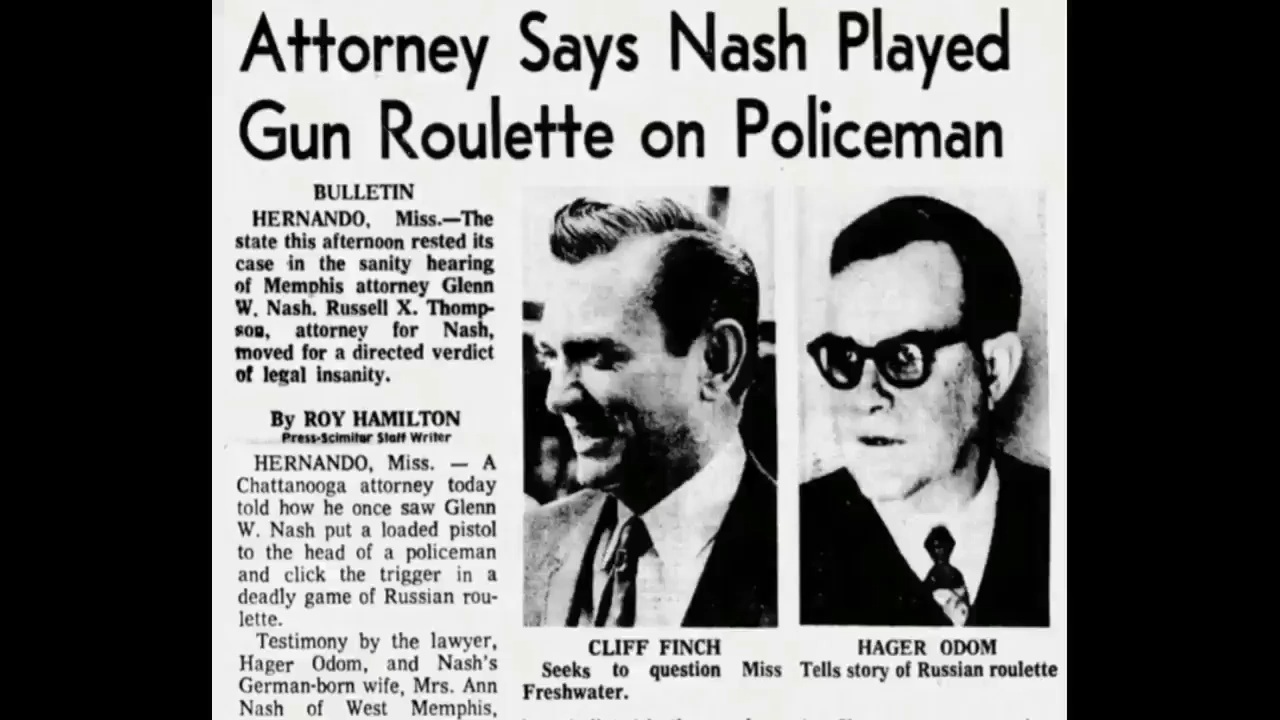 Attorney Says Nash Played
Gun Roulette on Policeman
BULLETIN
HERNANDO, Miss.—The
state this afternoon rested its
case in the sanity hearing
of Memphis attorney Glenn
W. Nash. Russell X. Thomp-
son, attorney for Nash,
moved for a directed verdict
of legal insanity.
By ROY HAMILTON
Press-Scimitar Staff Writer
HERNANDO, Miss. — A
Chattanooga attorney today
told how he once saw Glenn
W. Nash put a loaded pistol
to the head of a policeman
and click the trigger in a
deadly game of Russian rou-
lette.
Testimony by the lawyer,
Hager Odom, and Nash's
German-born wife, Mrs. Ann
Nash of West Memphis,
CLIFF FINCH
Seeks to question Miss
Freshwater.
HAGER ODOM
Tells story of Russian roulette